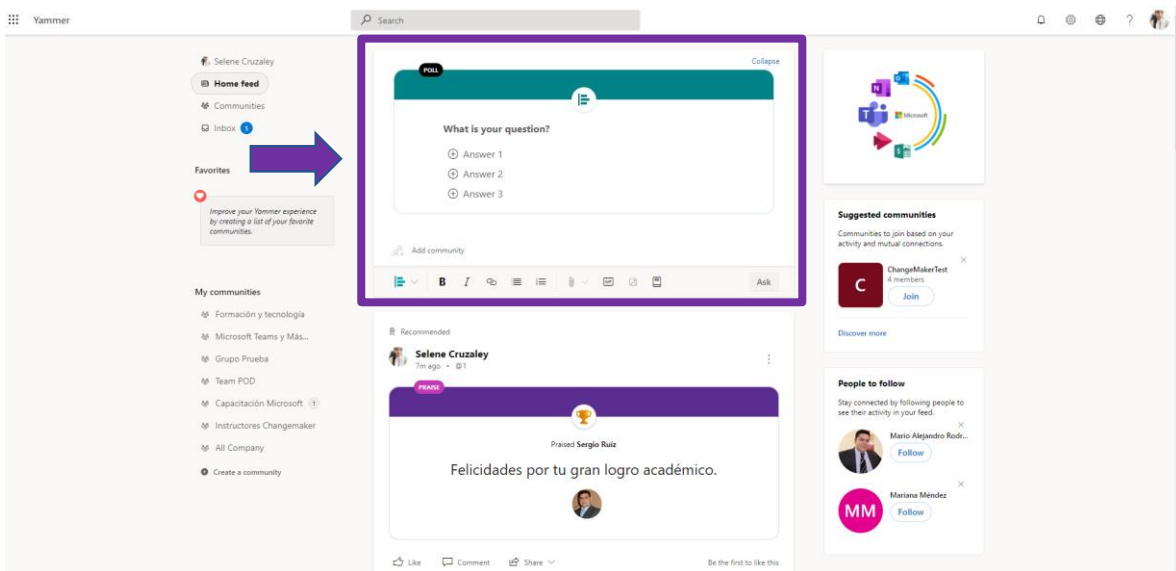 Yammer
Search
Selene Cruzaley
Home feed
Communities
Inbox 5
Favorites
Improve your Yammer experience
by creating a list of your favorite
communities.
My communities
Formación y tecnología
Microsoft Teams y Más...
Grupo Prueba
Team POD
Capacitación Microsoft 1
Instructores Changemaker
All Company
Create a community
Collapse
POLL
What is your question?
Answer 1
Answer 2
Answer 3
Add community
B I
GIF
Ask
Recommended
Selene Cruzaley
7m ago • @1
PRAISE
Praised Sergio Ruíz
Felicidades por tu gran logro académico.
Like Comment Share
Be the first to like this
Microsoft
Suggested communities
Communities to join based on your
activity and mutual connections.
C
ChangeMakerTest
4 members
Join
Discover more
People to follow
Stay connected by following people to
see their activity in your feed.
Mario Alejandro Rodr...
Follow
MM
Mariana Méndez
Follow